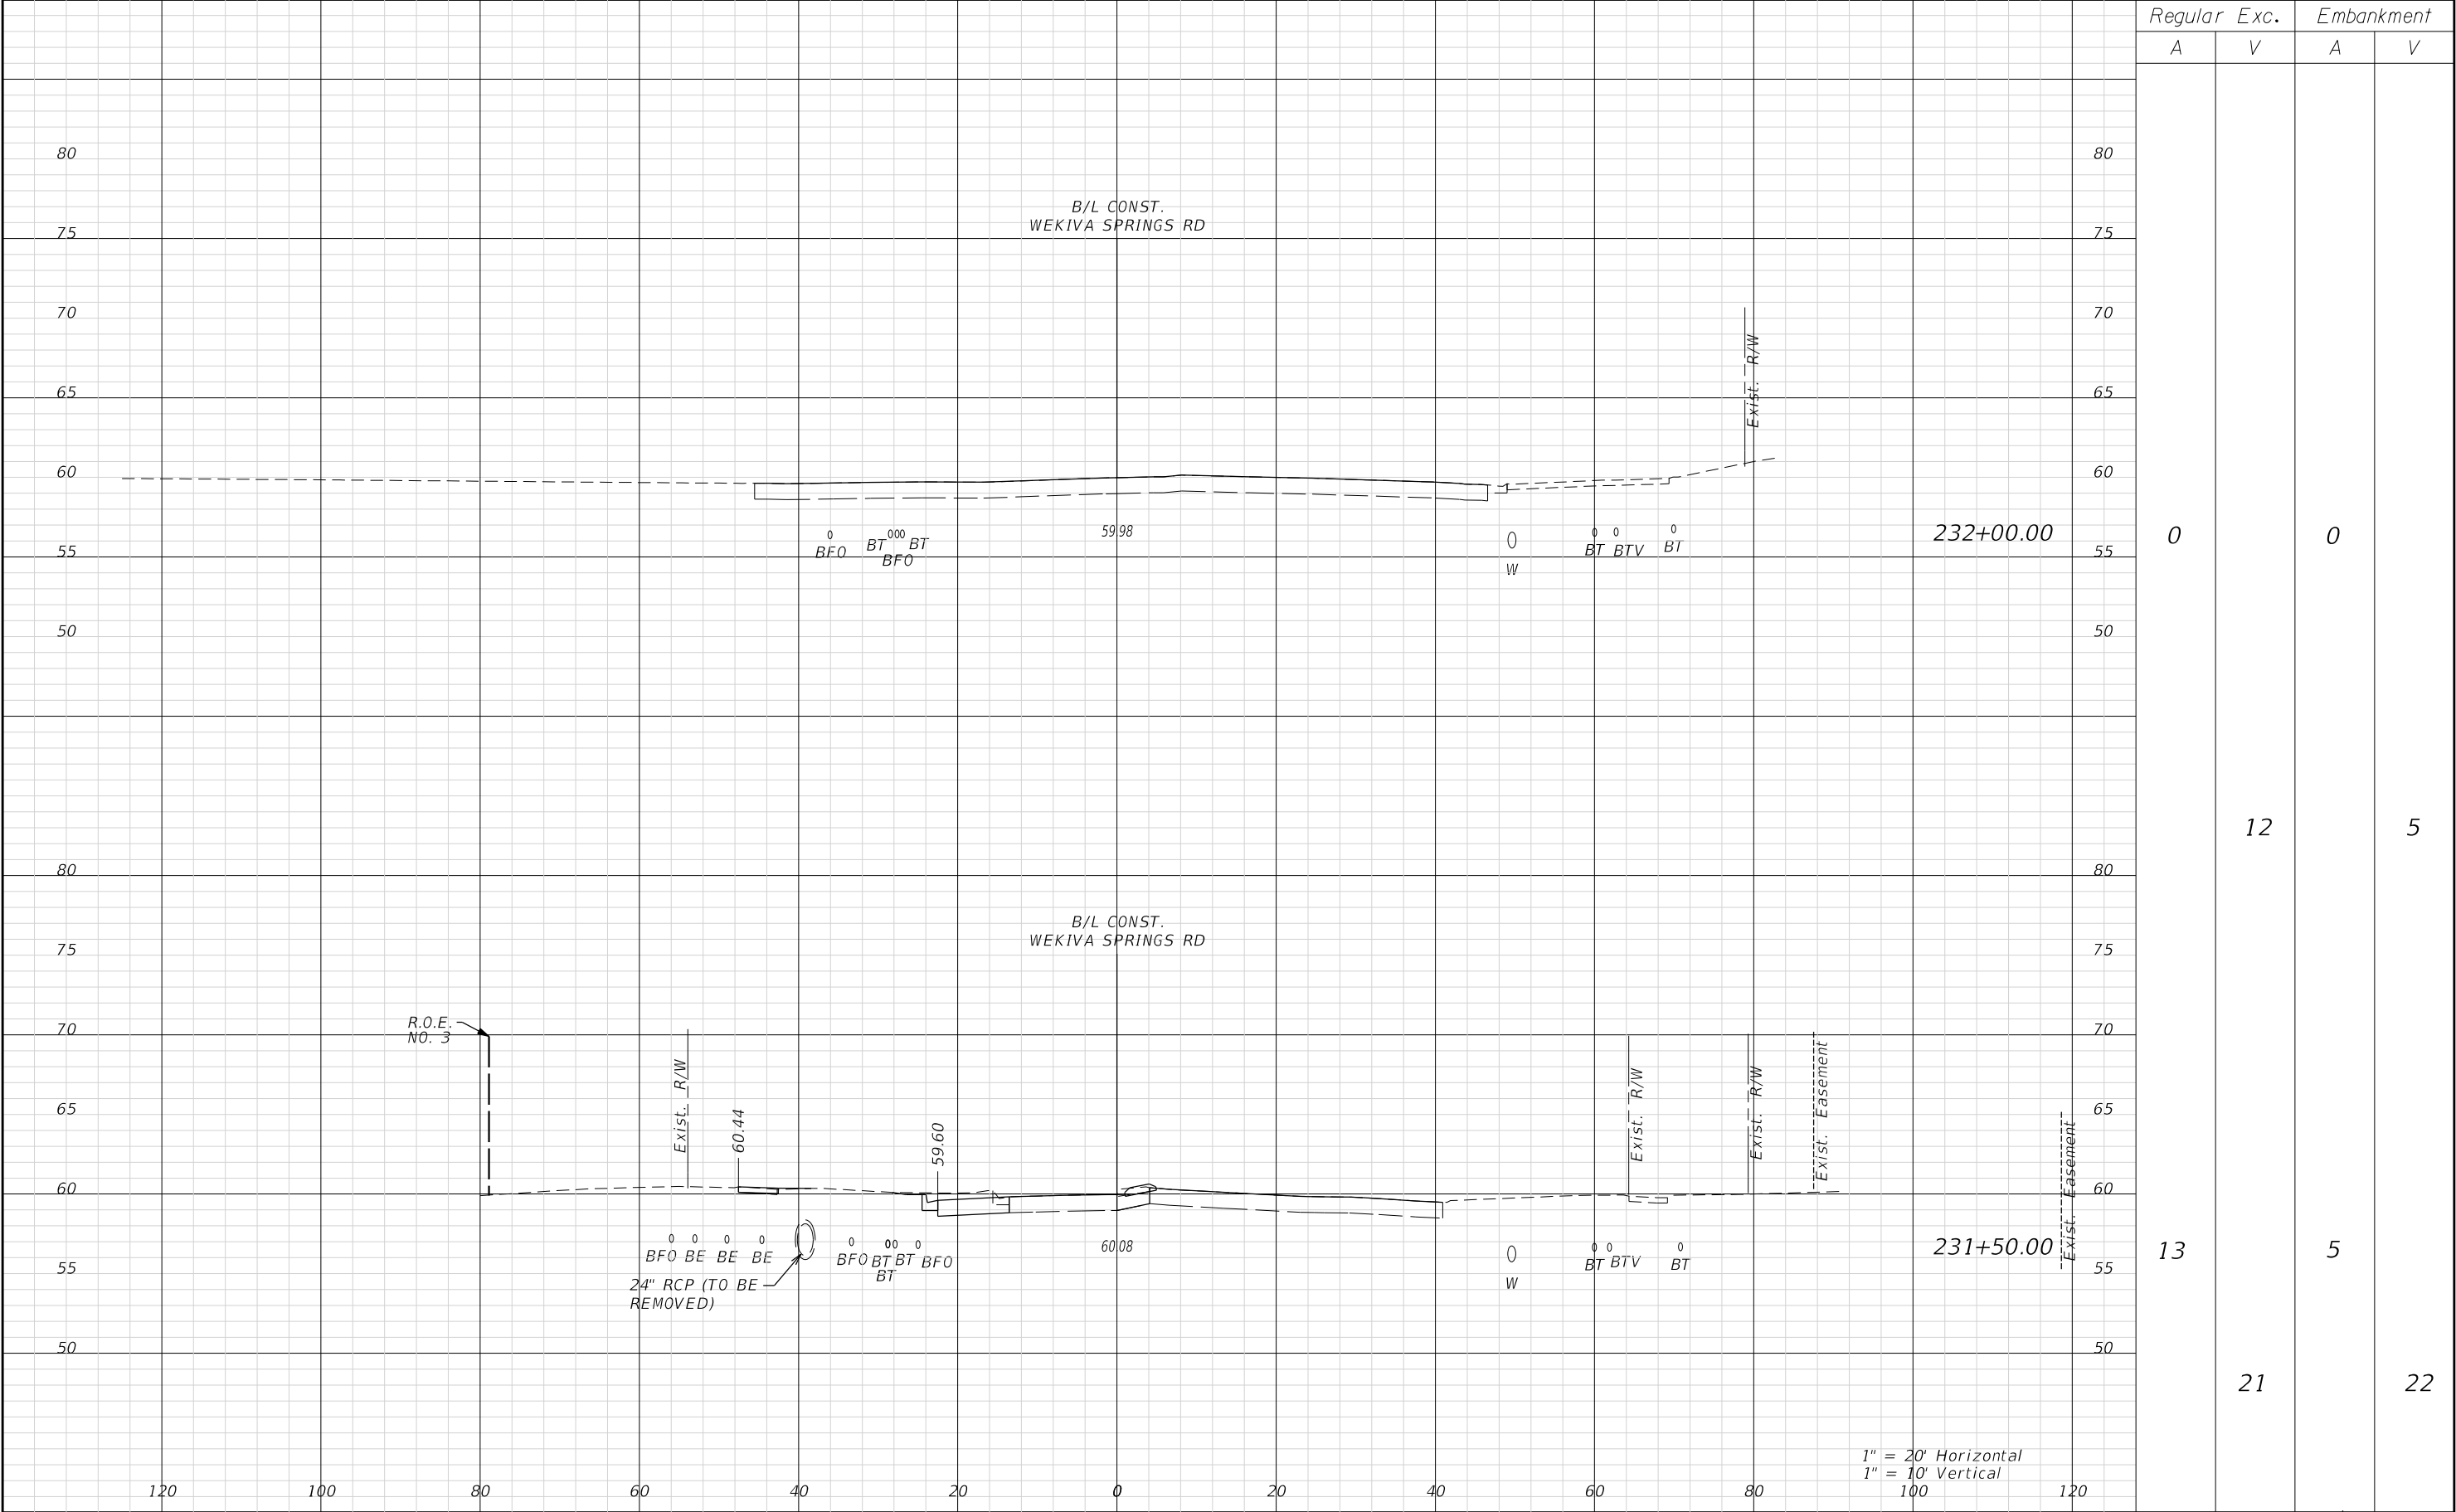 Regular Exc. Embankment
A V A V
80 80
B/L CONST.
WEKIVA SPRINGS RD
75 75
70 70
Exist. R/W
65 65
60 60
BFO BT BT
BFO
59.98
W
BT BTV BT
232+00.00 0 0
55 55
50 50
12 5
80 80
B/L CONST.
WEKIVA SPRINGS RD
75 75
R.O.E.
NO. 3
70 70
Exist. R/W
60.44
59.60
Exist. R/W
Exist. R/W
Exist. Easement
Exist. Easement
65 65
60 60
BFO BE BE BE
24" RCP (TO BE
REMOVED)
BFO BT BT BFO
BT
60.08
W
BT BTV BT
231+50.00 13 5
55 55
50 50
21 22
1" = 20' Horizontal
1" = 10' Vertical
120 100 80 60 40 20 0 20 40 60 80 100 120